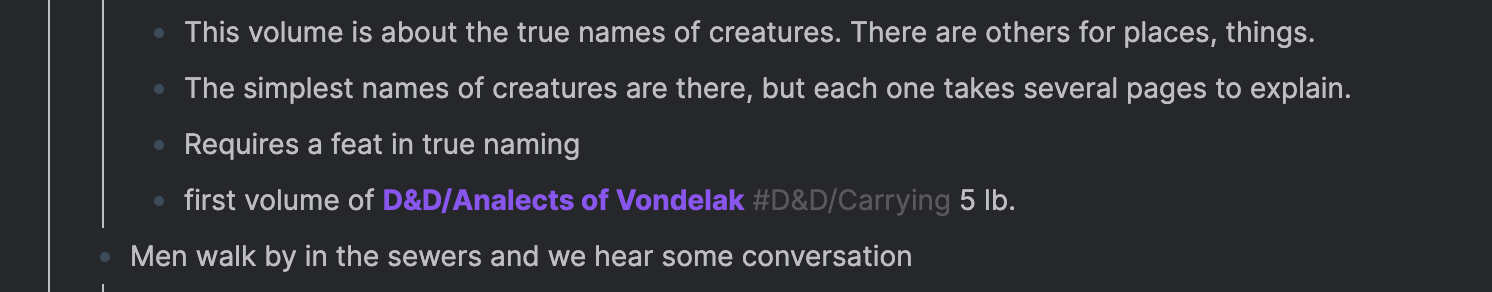 This volume is about the true names of creatures. There are others for places, things.
The simplest names of creatures are there, but each one takes several pages to explain.
Requires a feat in true naming
first volume of D&D/Analects of Vondelak #D&D/Carrying 5 lb.
Men walk by in the sewers and we hear some conversation